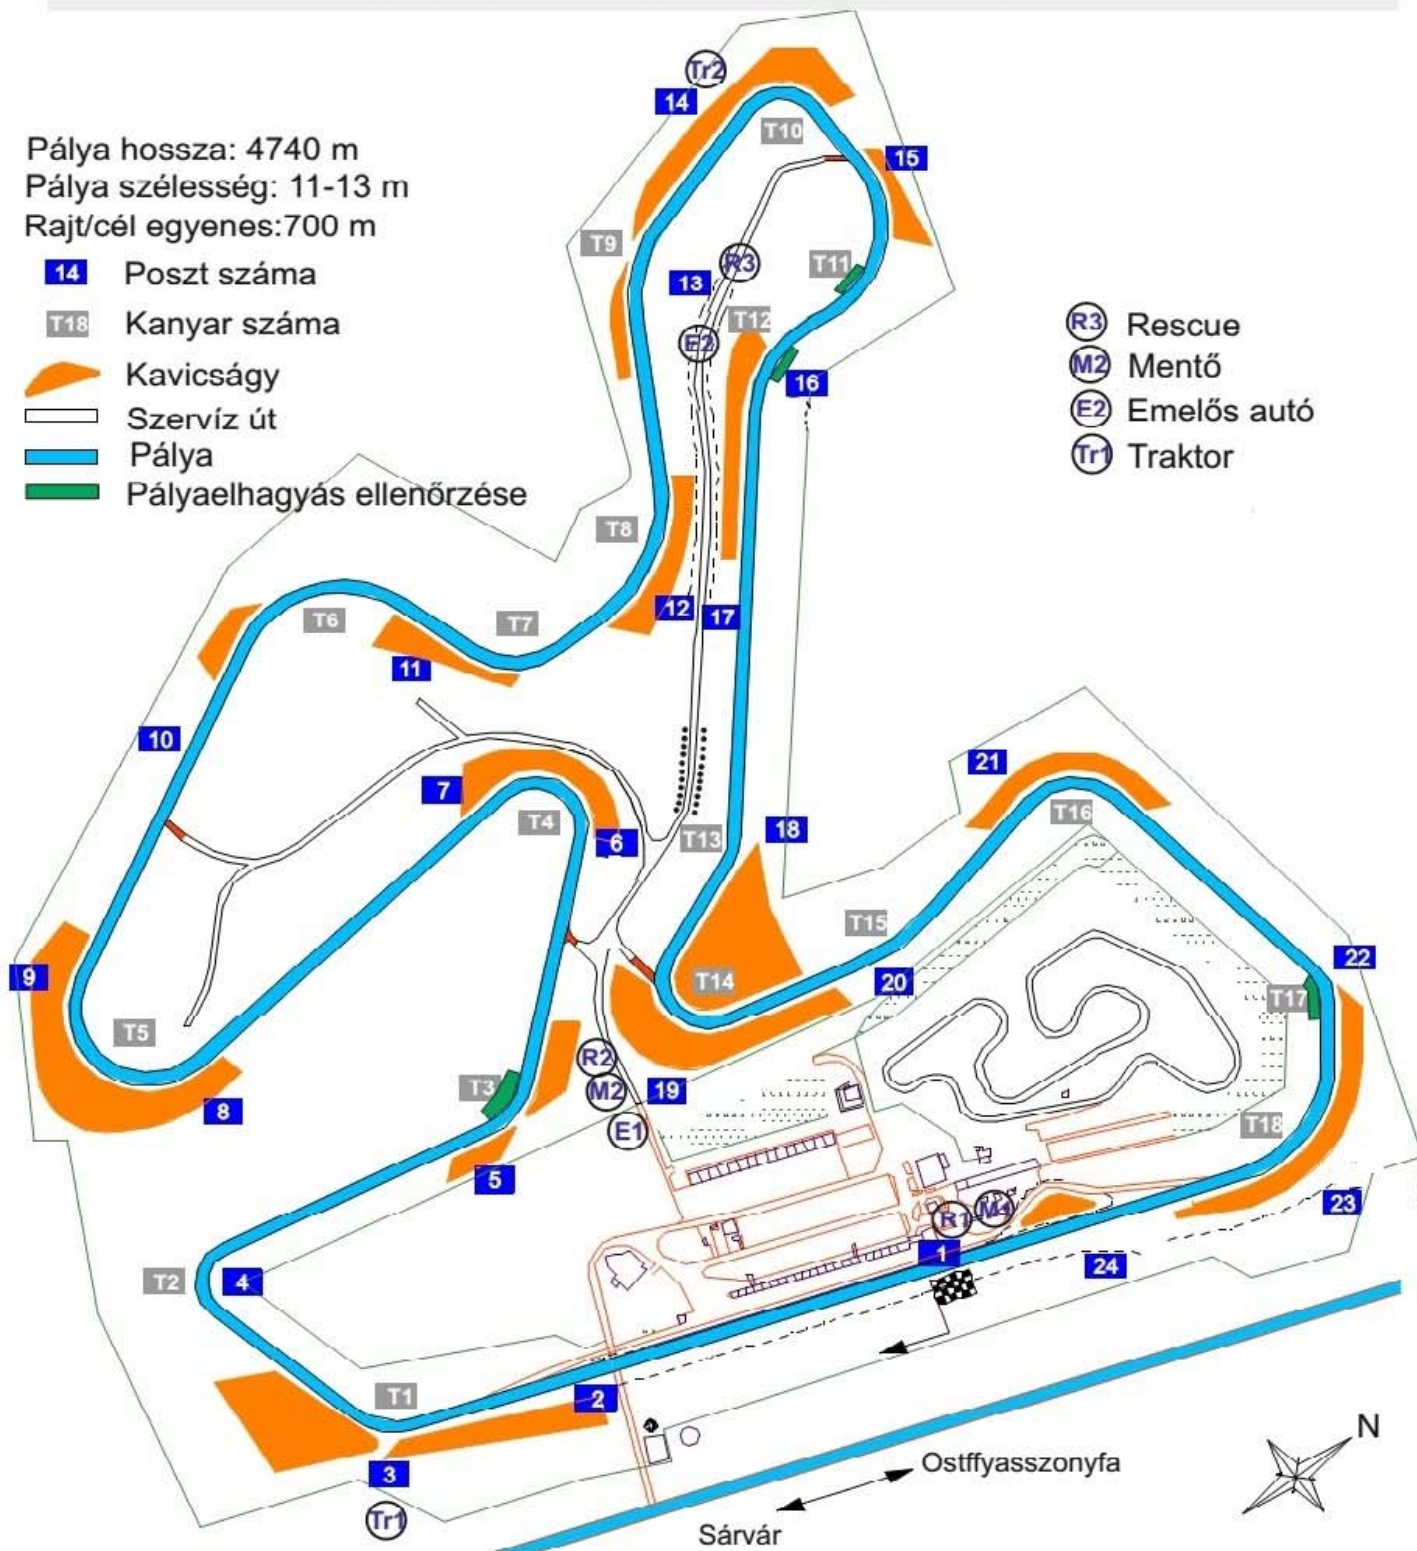 Tr2
14
T10
15
Pálya hossza: 4740 m
Pálya szélesség: 11-13 m
Rajt/cél egyenes:700 m
T9
R3
T11
13
14 Poszt száma
T12
R3 Rescue
T18 Kanyar száma
E2
M2 Mentő
Kavicságy
16
E2 Emelős autó
Szervíz út
Pálya
Tr1 Traktor
Pályaelhagyás ellenőrzése
T8
12
17
T6
T7
11
10
21
7
T4
T16
6
T13
18
T15
9
T14
20
22
T17
T5
R2
T3
M2
19
8
E1
T18
5
M1
R1
23
1
T2
4
24
T1
2
N
3
Ostffyasszonyfa
Tr1
Sárvár